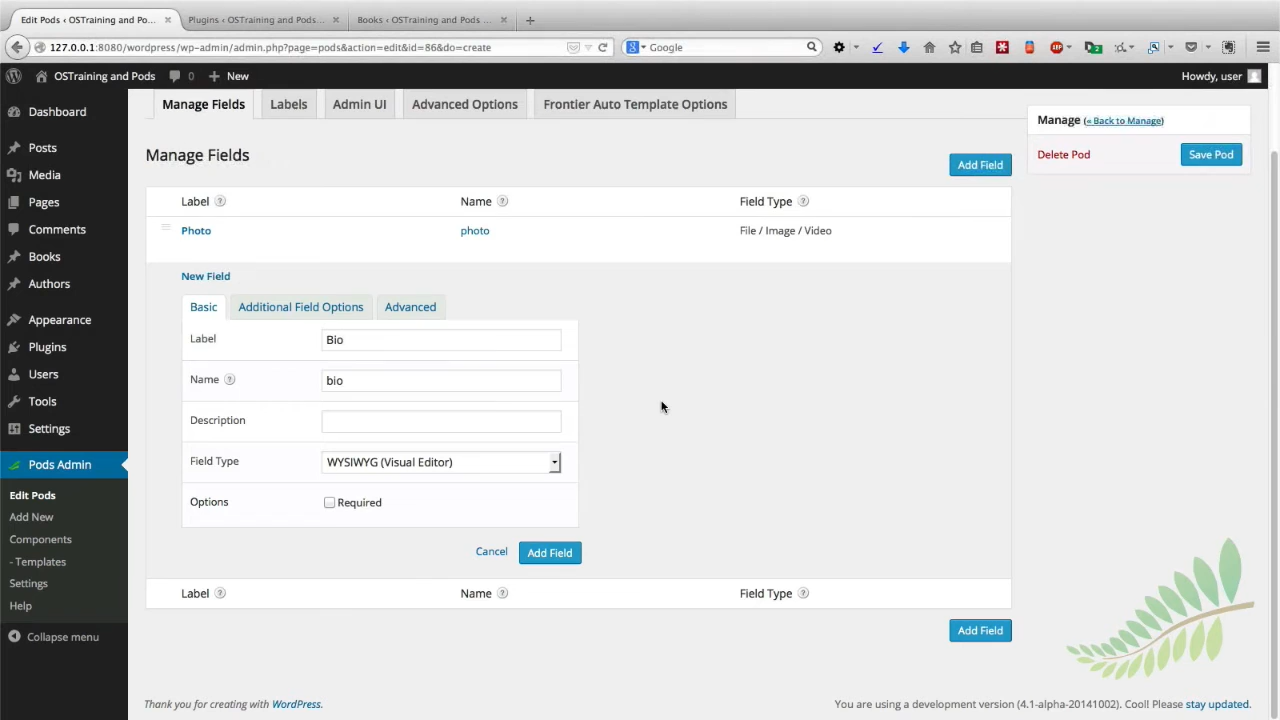 Edit Pods ‹ OSTraining and Po... × Plugins ‹ OSTraining and Pods... × Books ‹ OSTraining and Pods ... × +
127.0.0.1:8080/wordpress/wp-admin/admin.php?page=pods&action=edit&id=86&do=create Google
OSTraining and Pods 0 + New Howdy, user
Dashboard
Posts
Media
Pages
Comments
Books
Authors
Appearance
Plugins
Users
Tools
Settings
Pods Admin
Edit Pods
Add New
Components
- Templates
Settings
Help
Collapse menu
Manage Fields Labels Admin UI Advanced Options Frontier Auto Template Options
Manage Fields
Add Field
Label ? Name ? Field Type ?
Photo photo File / Image / Video
New Field
Basic Additional Field Options Advanced
Label Bio
Name ? bio
Description
Field Type WYSIWYG (Visual Editor)
Options Required
Cancel Add Field
Label ? Name ? Field Type ?
Add Field
Manage (« Back to Manage)
Delete Pod Save Pod
Thank you for creating with WordPress.
You are using a development version (4.1-alpha-20141002). Cool! Please stay updated.